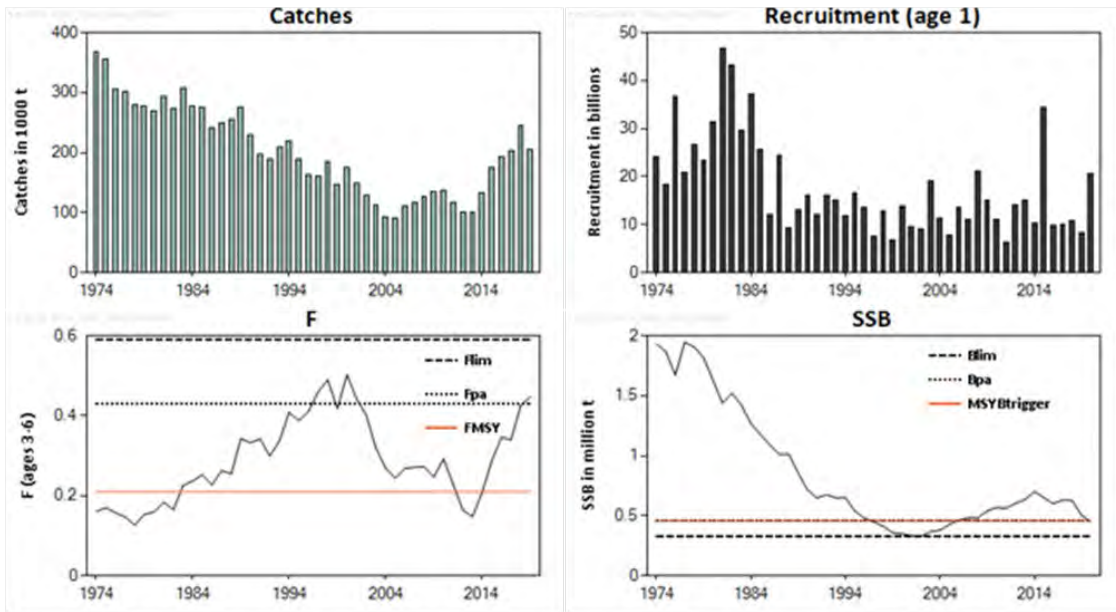 Catches
Catches in 1000 t
400
300
200
100
0
1974 1984 1994 2004 2014
Recruitment (age 1)
Recruitment in billions
50
40
30
20
10
0
1974 1984 1994 2004 2014
F
F (ages 3-6)
0.6
0.4
0.2
0
Flim
Fpa
FMSY
1974 1984 1994 2004 2014
SSB
SSB in million t
2
1.5
1
0.5
0
Blim
Bpa
MSYBtrigger
1974 1984 1994 2004 2014